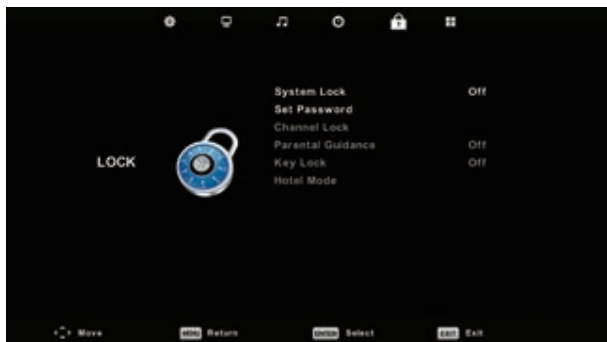 System Lock Off
Set Password
Channel Lock
Parental Guidance Off
LOCK
Key Lock Off
Hotel Mode
Move MENU Return ENTER Select EXIT Exit